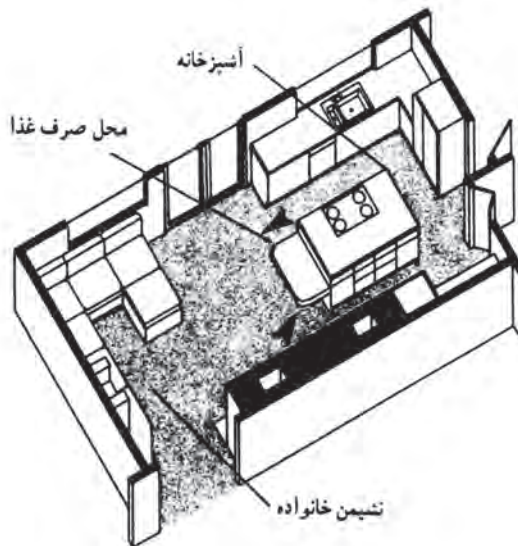 آشپزخانه
محل صرف غذا
نشیمن خانواده